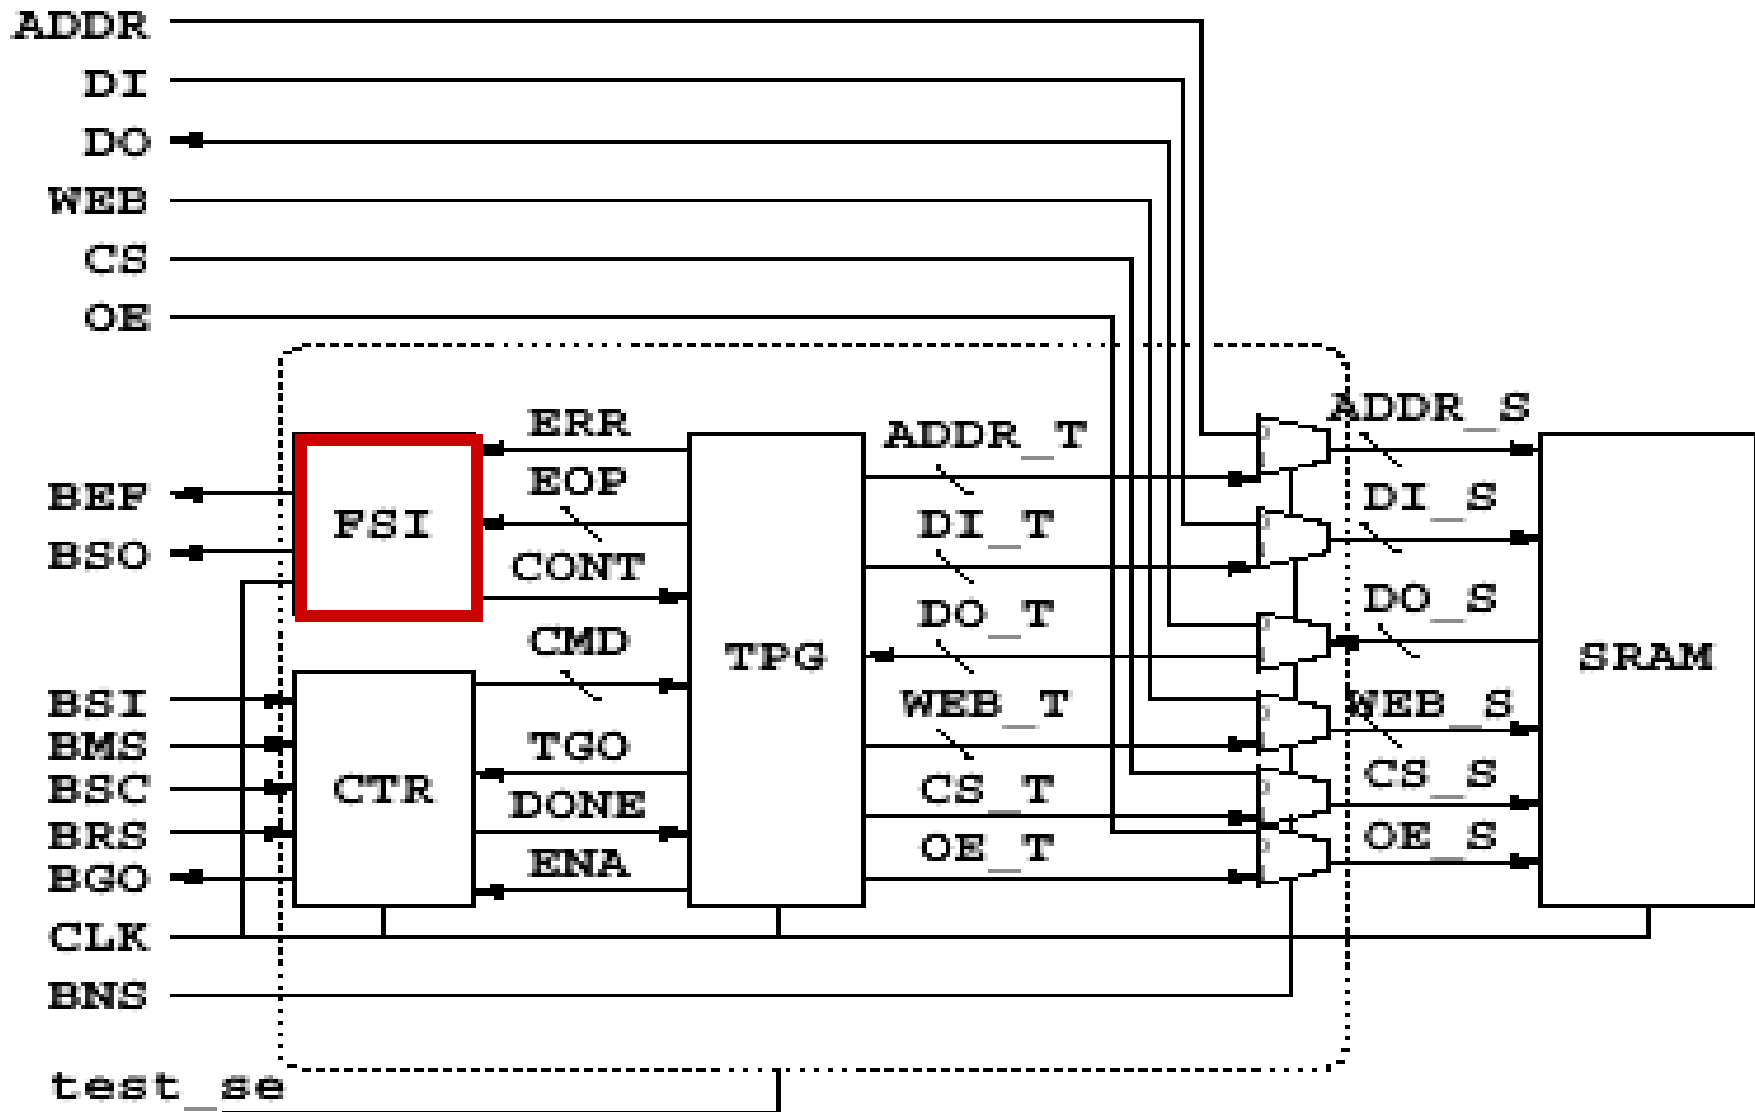 ADDR
DI
DO
WEB
CS
OE
ERR
ADDR_T
ADDR_S
EOP
BEF
FSI
DI_T
DI_S
BSO
CONT
DO_T
DO_S
CMD
TPG
SRAM
BSI
WEB_T
WEB_S
BMS
TGO
BSC
CTR
CS_T
CS_S
DONE
BRS
OE_T
OE_S
ENA
BGO
CLK
BNS
test_se